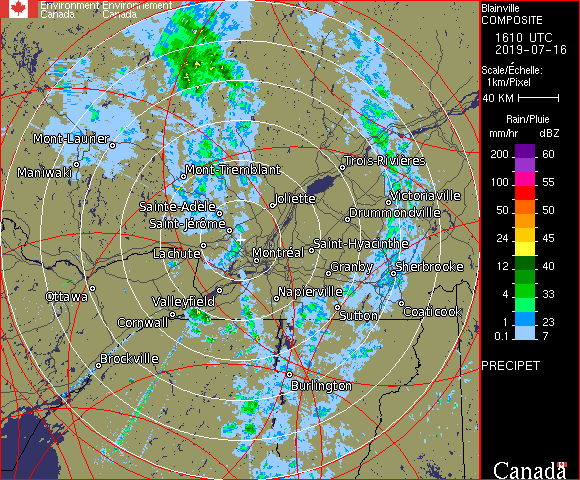 Environment Environnement
Canada Canada
Blainville
COMPOSITE
1610 UTC
2019-07-16
Scale/Échelle:
1km/Pixel
40 KM
Rain/Pluie
mm/hr dBZ
200 60
150 57
100 55
50 50
24 45
12 40
4 33
1 23
0.1 7
PRECIPET
Canada
Mont-Laurier
Maniwaki
Mont-Tremblant
Trois-Rivières
Sainte-Adèle
Joliette
Victoriaville
Saint-Jérôme
Drummondville
Lachute
Montréal
Saint-Hyacinthe
Granby
Sherbrooke
Ottawa
Valleyfield
Napierville
Cornwall
Sutton
Coaticook
Brockville
Burlington